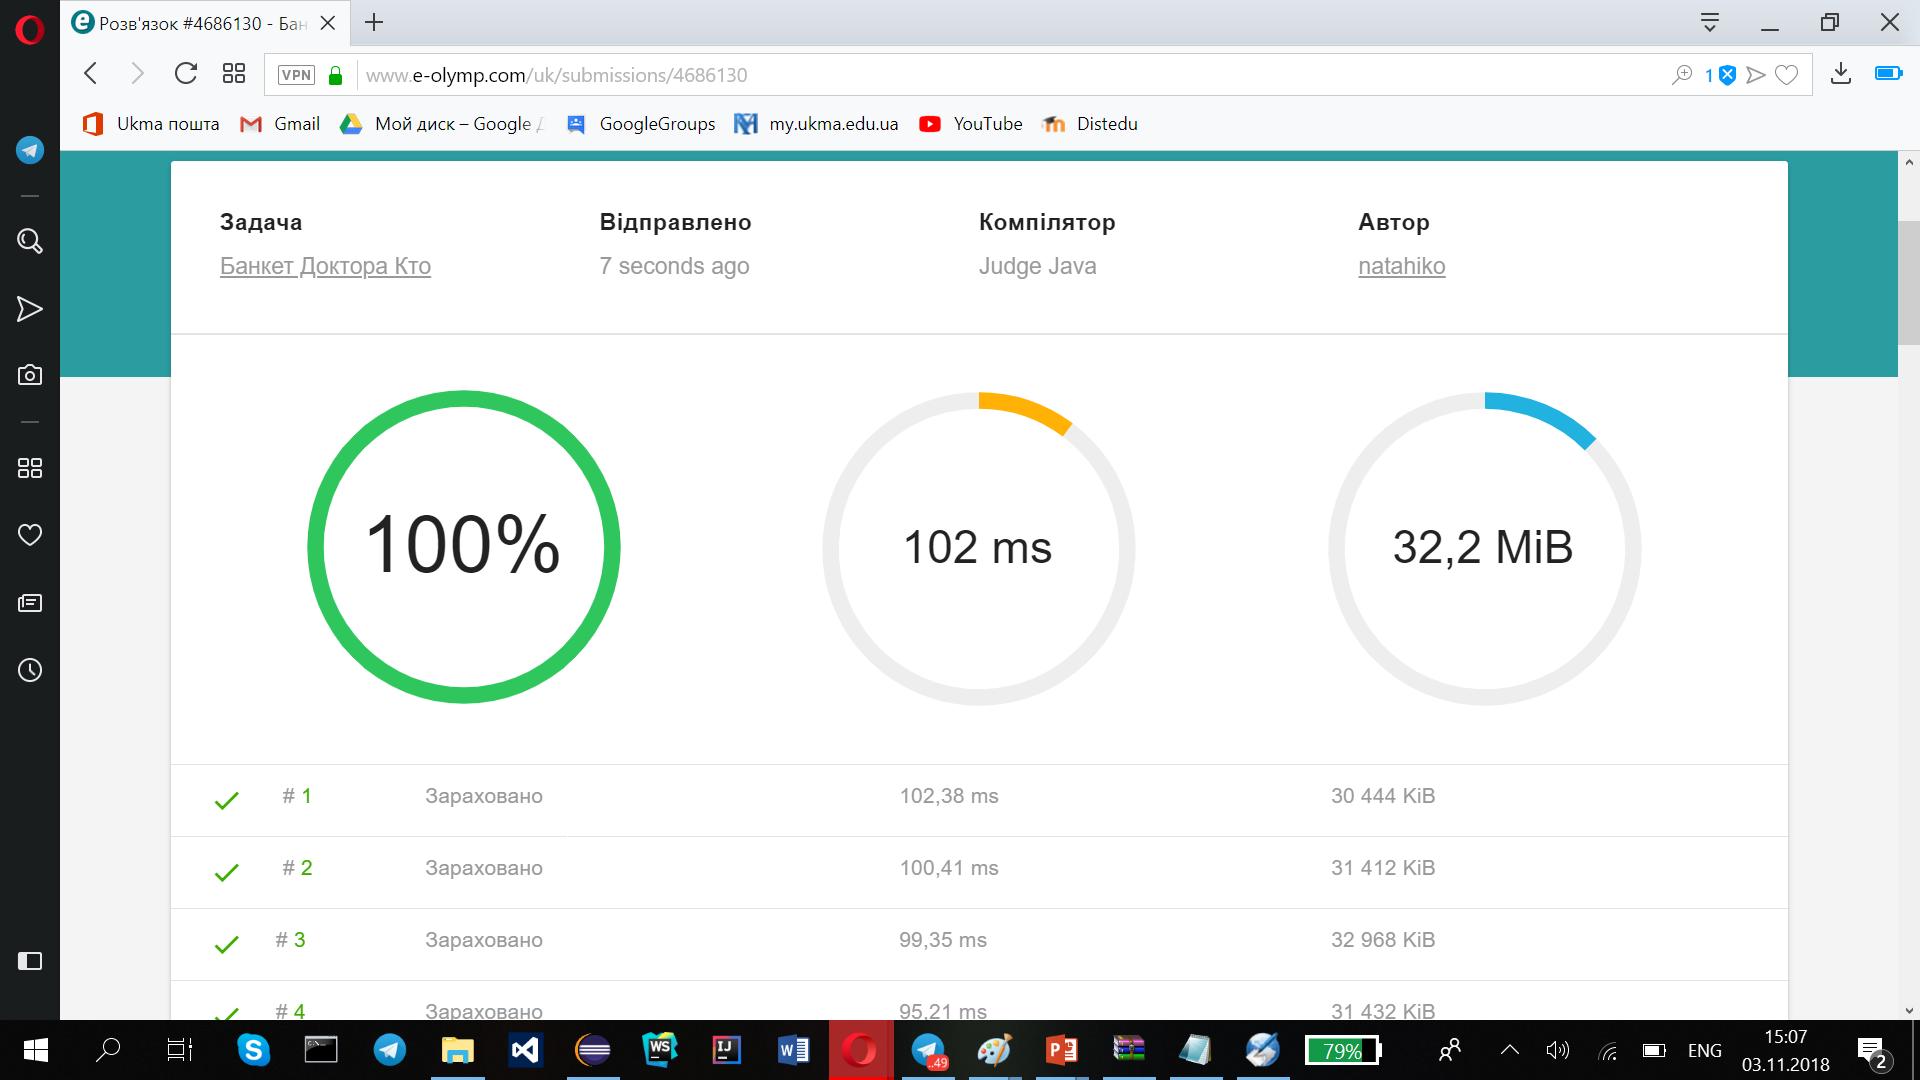 Розв'язок #4686130 - Бан
VPN www.e-olymp.com/uk/submissions/4686130 1
Ukma пошта Gmail Мой диск – Google GoogleGroups my.ukma.edu.ua YouTube Distedu
Задача Відправлено Компілятор Автор
Банкет Доктора Кто 7 seconds ago Judge Java natahiko
100% 102 ms 32,2 MiB
# 1 Зараховано 102,38 ms 30 444 KiB
# 2 Зараховано 100,41 ms 31 412 KiB
# 3 Зараховано 99,35 ms 32 968 KiB
# 4 Зараховано 95,21 ms 31 432 KiB
79% ENG 15:07
03.11.2018 2